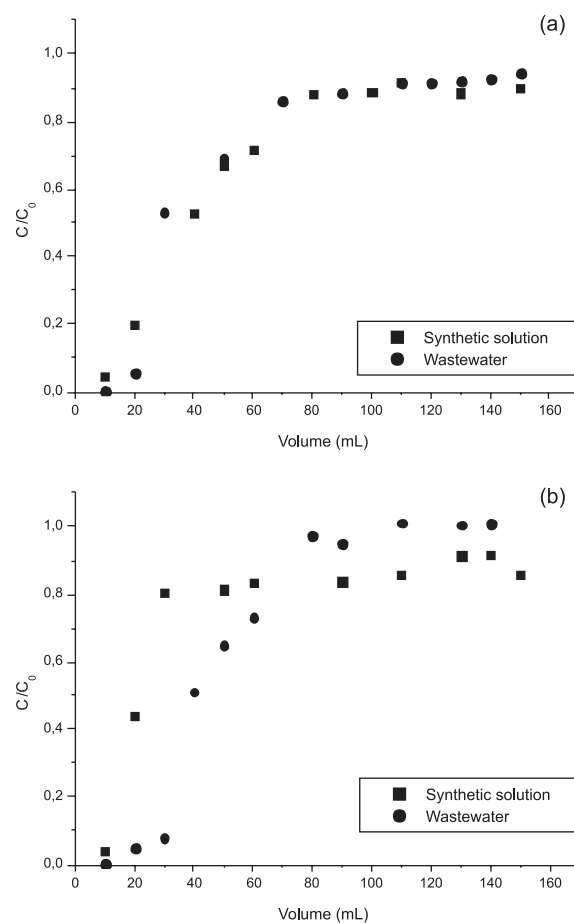 (a)
1,0
0,8
0,6
C/C0
0,4
0,2
0,0
Synthetic solution
Wastewater
0 20 40 60 80 100 120 140 160
Volume (mL)
(b)
1,0
0,8
0,6
C/C0
0,4
0,2
0,0
Synthetic solution
Wastewater
0 20 40 60 80 100 120 140 160
Volume (mL)